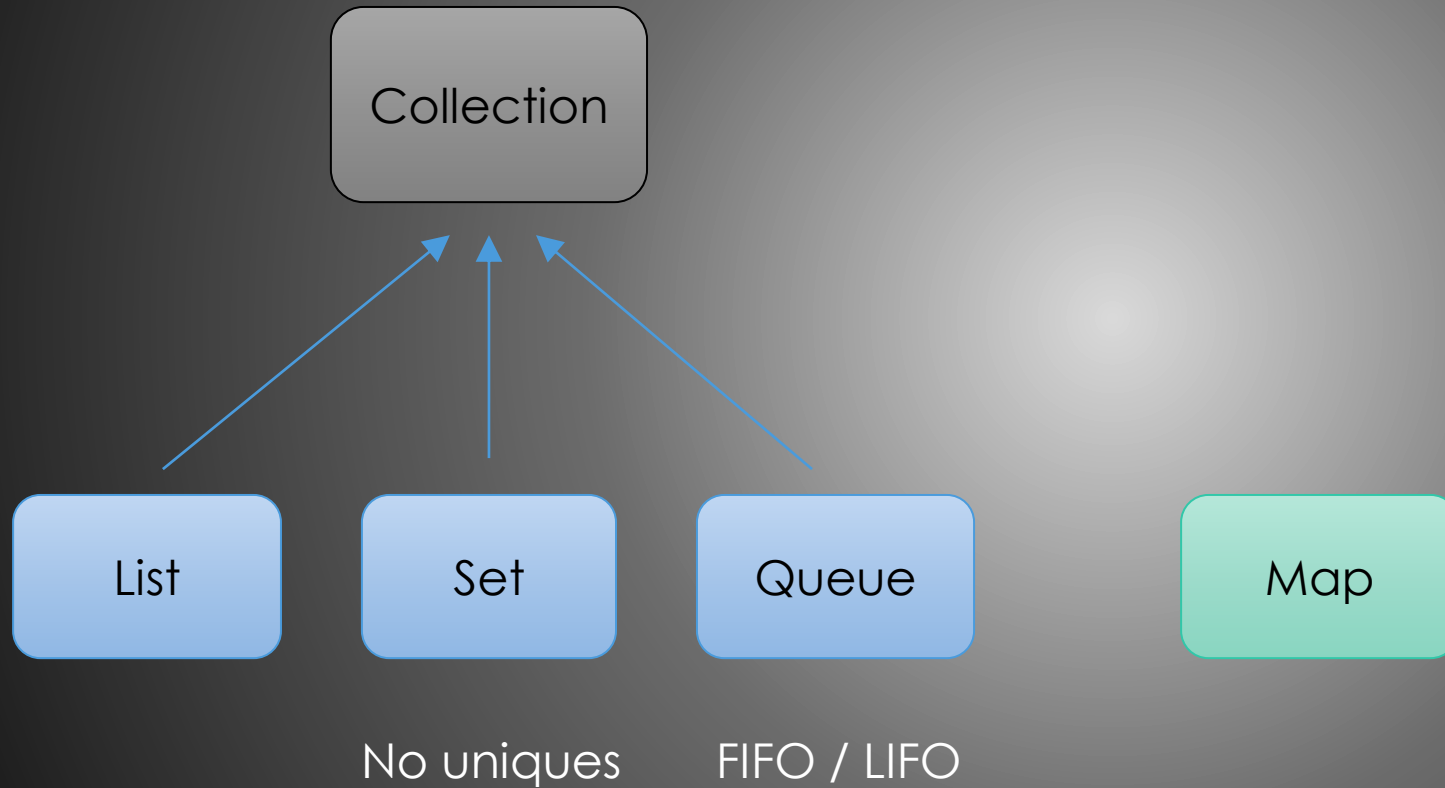 Collection
List
Set
Queue
Map
No uniques
FIFO / LIFO